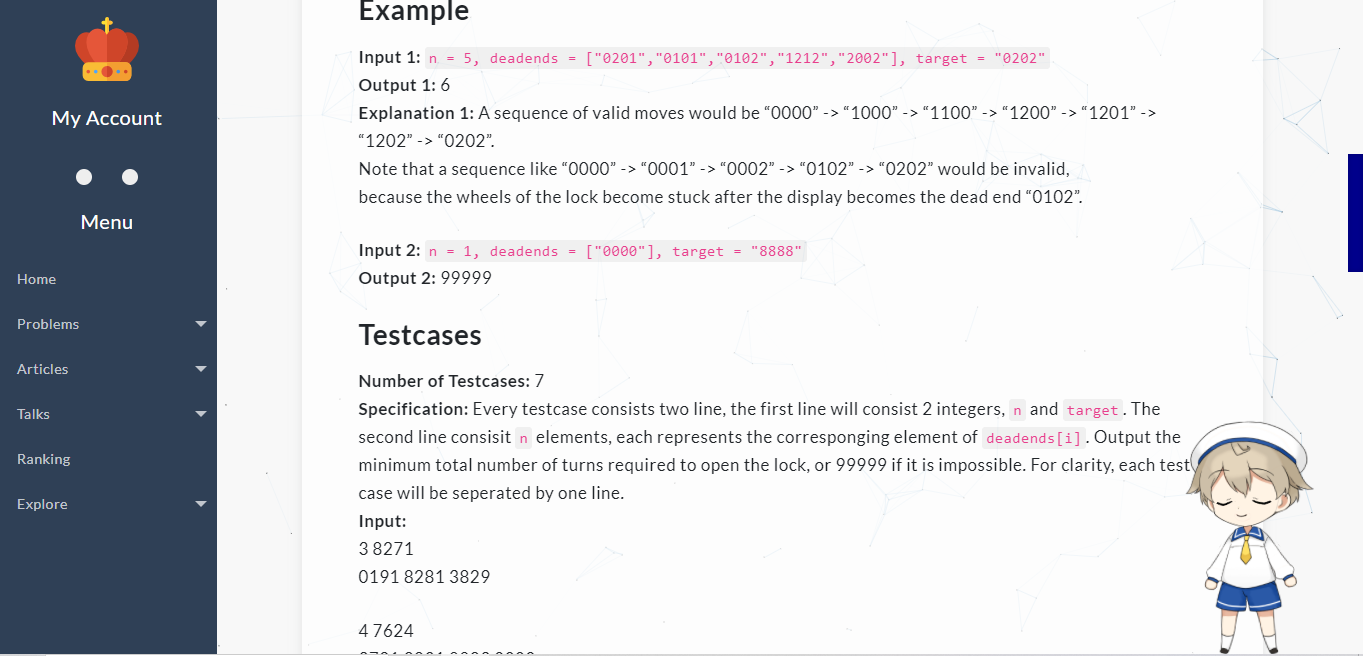 My Account
Menu
Home
Problems
Articles
Talks
Ranking
Explore
Example
Input 1: n = 5, deadends = ["0201","0101","0102","1212","2002"], target = "0202"
Output 1: 6
Explanation 1: A sequence of valid moves would be “0000” -> “1000” -> “1100” -> “1200” -> “1201” ->
“1202” -> “0202”.
Note that a sequence like “0000” -> “0001” -> “0002” -> “0102” -> “0202” would be invalid,
because the wheels of the lock become stuck after the display becomes the dead end “0102”.
Input 2: n = 1, deadends = ["0000"], target = "8888"
Output 2: 99999
Testcases
Number of Testcases: 7
Specification: Every testcase consists two line, the first line will consist 2 integers, n and target. The
second line consisit n elements, each represents the corresponging element of deadends[i]. Output the
minimum total number of turns required to open the lock, or 99999 if it is impossible. For clarity, each test
case will be seperated by one line.
Input:
3 8271
0191 8281 3829
4 7624